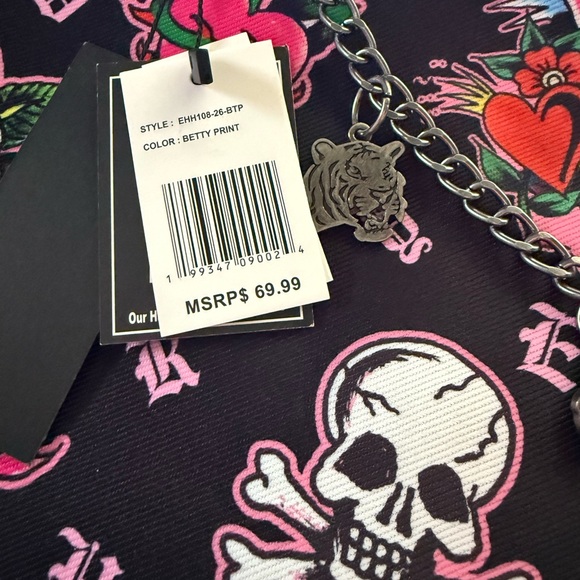 STYLE : EHH108-26-BTP
COLOR : BETTY PRINT
1 99347 09002 4
MSRP$ 69.99
Our H
R
s
R